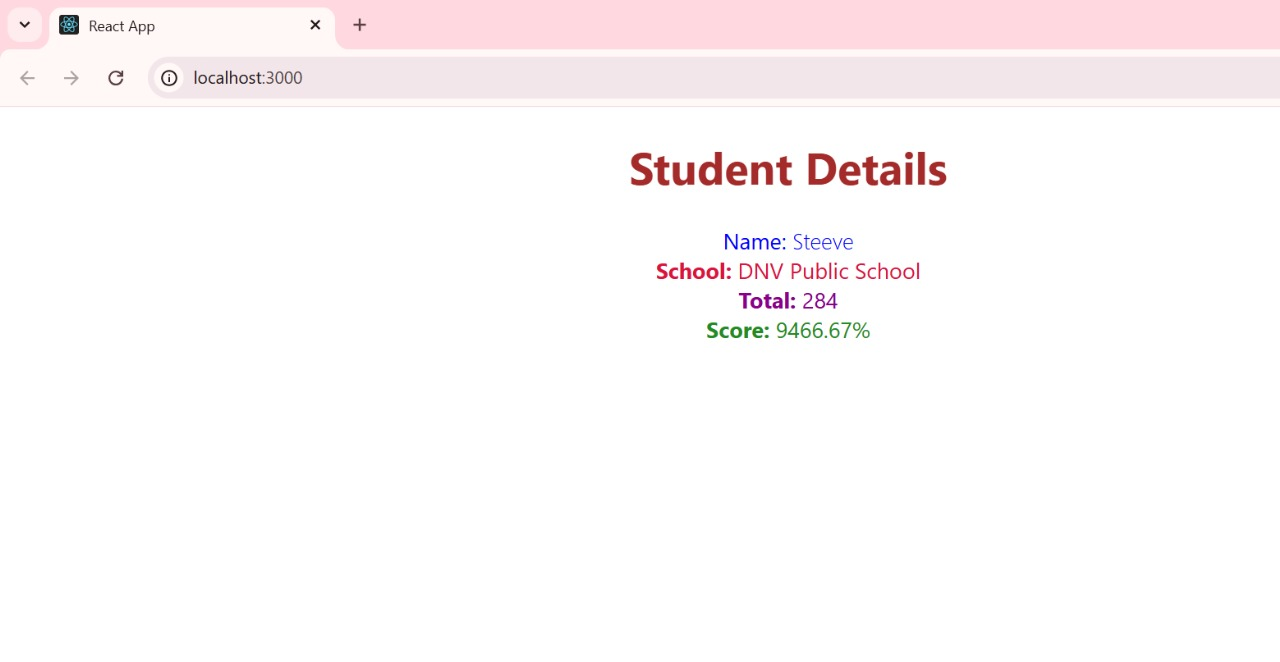 React App
localhost:3000
Student Details
Name: Steeve
School: DNV Public School
Total: 284
Score: 9466.67%